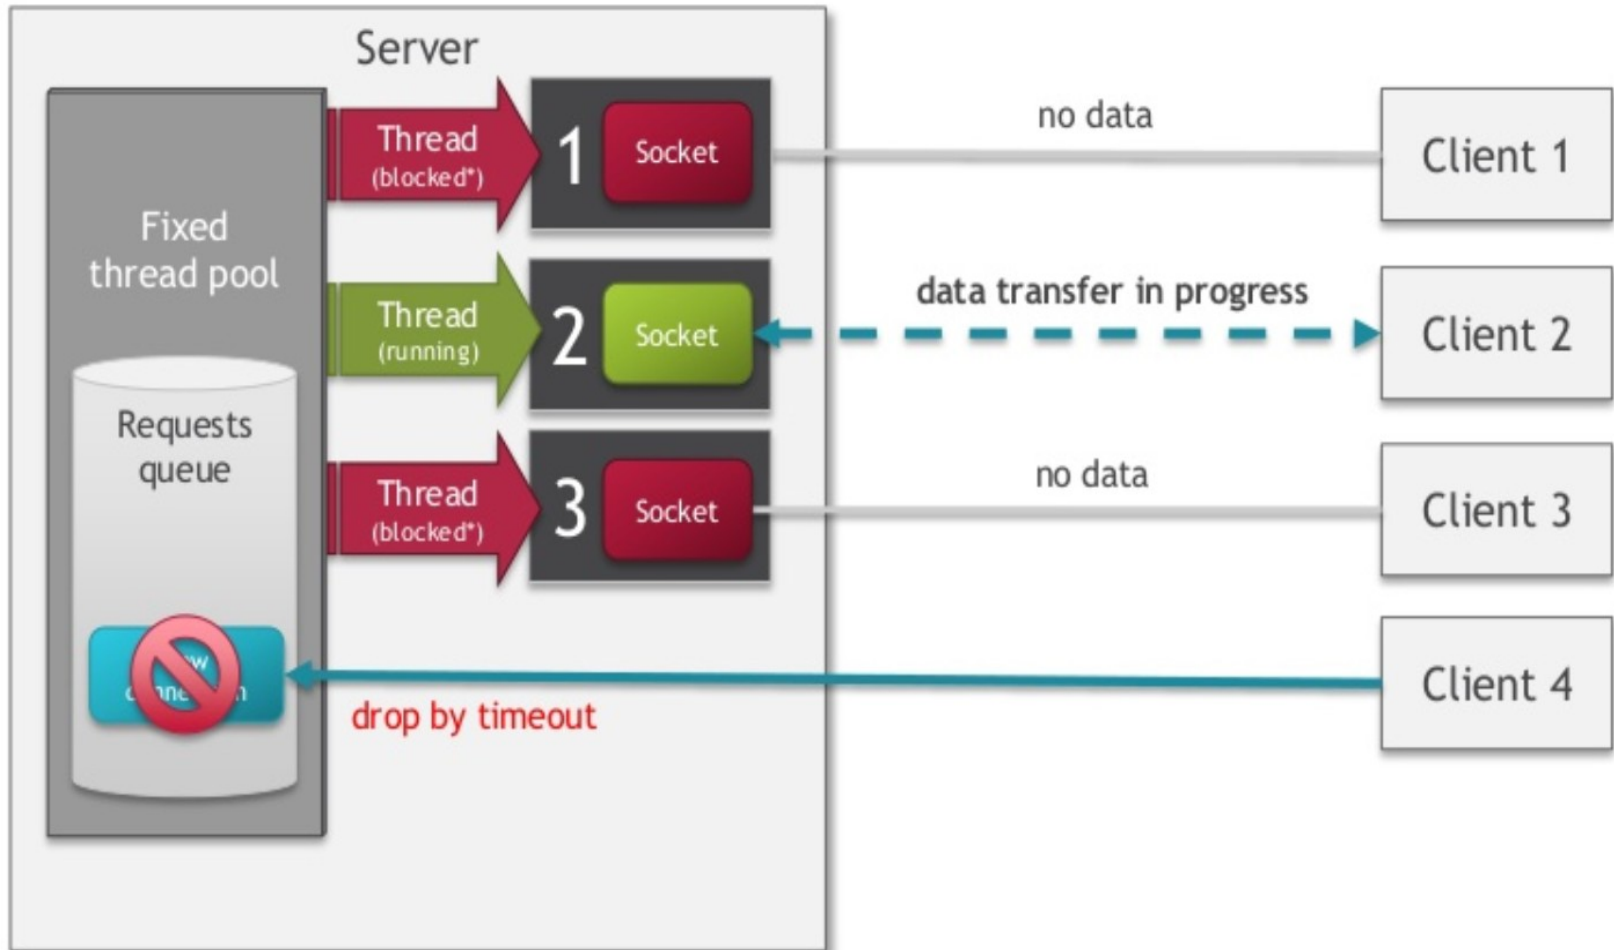 Server
Fixed
thread pool
Requests
queue
Thread
(blocked*)
1
Socket
no data
Client 1
Thread
(running)
2
Socket
data transfer in progress
Client 2
Thread
(blocked*)
3
Socket
no data
Client 3
drop by timeout
Client 4